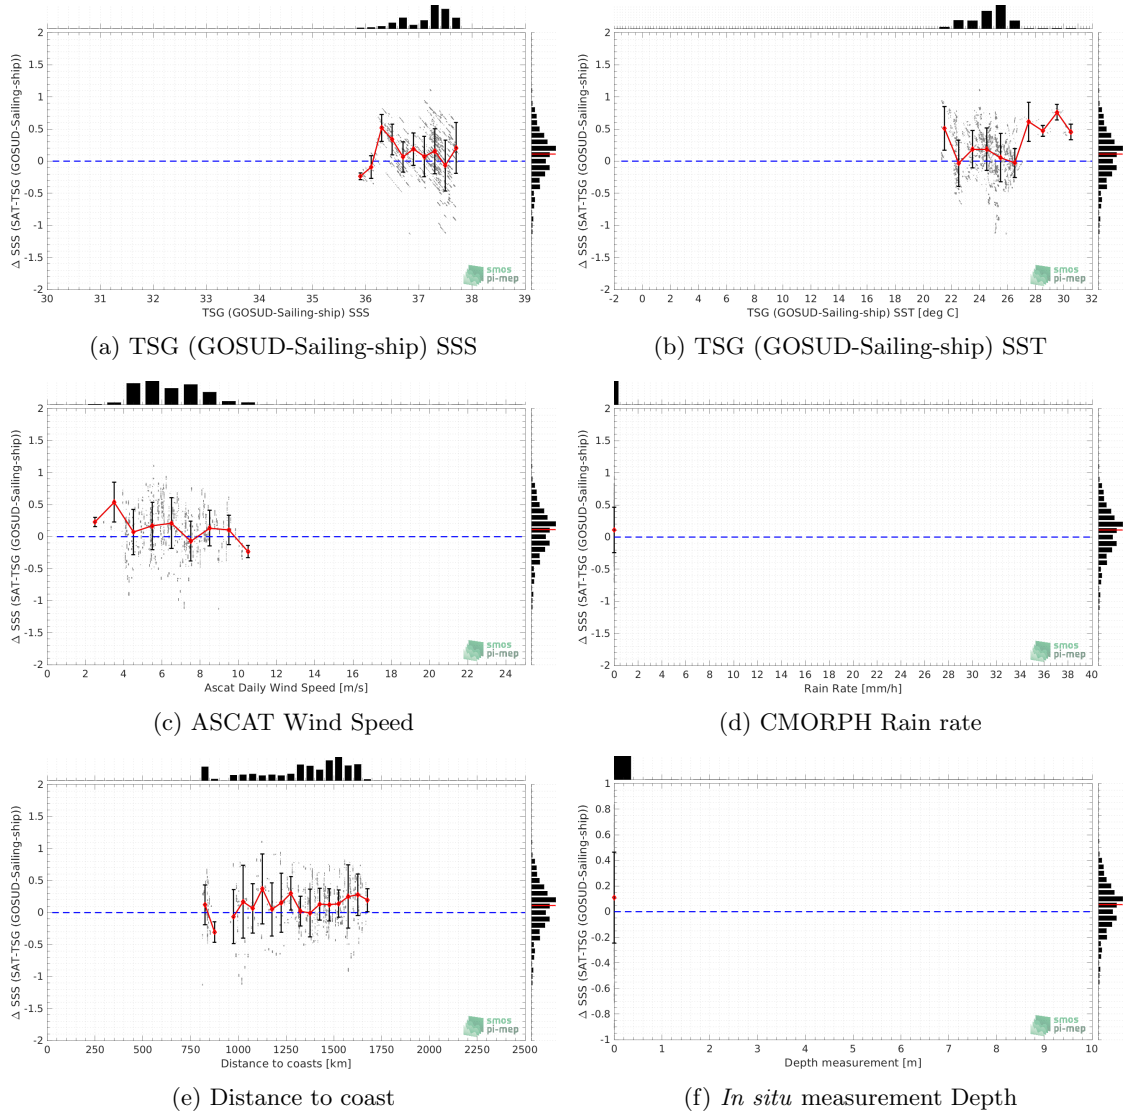 2
1.5
1
0.5
0
-0.5
-1
-1.5
-2
Δ SSS (SAT-TSG (GOSUD-Sailing-ship))
smos
pi-mep
30 31 32 33 34 35 36 37 38 39
TSG (GOSUD-Sailing-ship) SSS
(a) TSG (GOSUD-Sailing-ship) SSS
2
1.5
1
0.5
0
-0.5
-1
-1.5
-2
Δ SSS (SAT-TSG (GOSUD-Sailing-ship))
smos
pi-mep
-2 0 2 4 6 8 10 12 14 16 18 20 22 24 26 28 30 32
TSG (GOSUD-Sailing-ship) SST [deg C]
(b) TSG (GOSUD-Sailing-ship) SST
2
1.5
1
0.5
0
-0.5
-1
-1.5
-2
Δ SSS (SAT-TSG (GOSUD-Sailing-ship))
smos
pi-mep
0 2 4 6 8 10 12 14 16 18 20 22 24
Ascat Daily Wind Speed [m/s]
(c) ASCAT Wind Speed
2
1.5
1
0.5
0
-0.5
-1
-1.5
-2
Δ SSS (SAT-TSG (GOSUD-Sailing-ship))
smos
pi-mep
0 2 4 6 8 10 12 14 16 18 20 22 24 26 28 30 32 34 36 38 40
Rain Rate [mm/h]
(d) CMORPH Rain rate
2
1.5
1
0.5
0
-0.5
-1
-1.5
-2
Δ SSS (SAT-TSG (GOSUD-Sailing-ship))
smos
pi-mep
0 250 500 750 1000 1250 1500 1750 2000 2250 2500
Distance to coasts [km]
(e) Distance to coast
1
0.8
0.6
0.4
0.2
0
-0.2
-0.4
-0.6
-0.8
-1
Δ SSS (SAT-TSG (GOSUD-Sailing-ship))
smos
pi-mep
0 1 2 3 4 5 6 7 8 9 10
Depth measurement [m]
(f) In situ measurement Depth